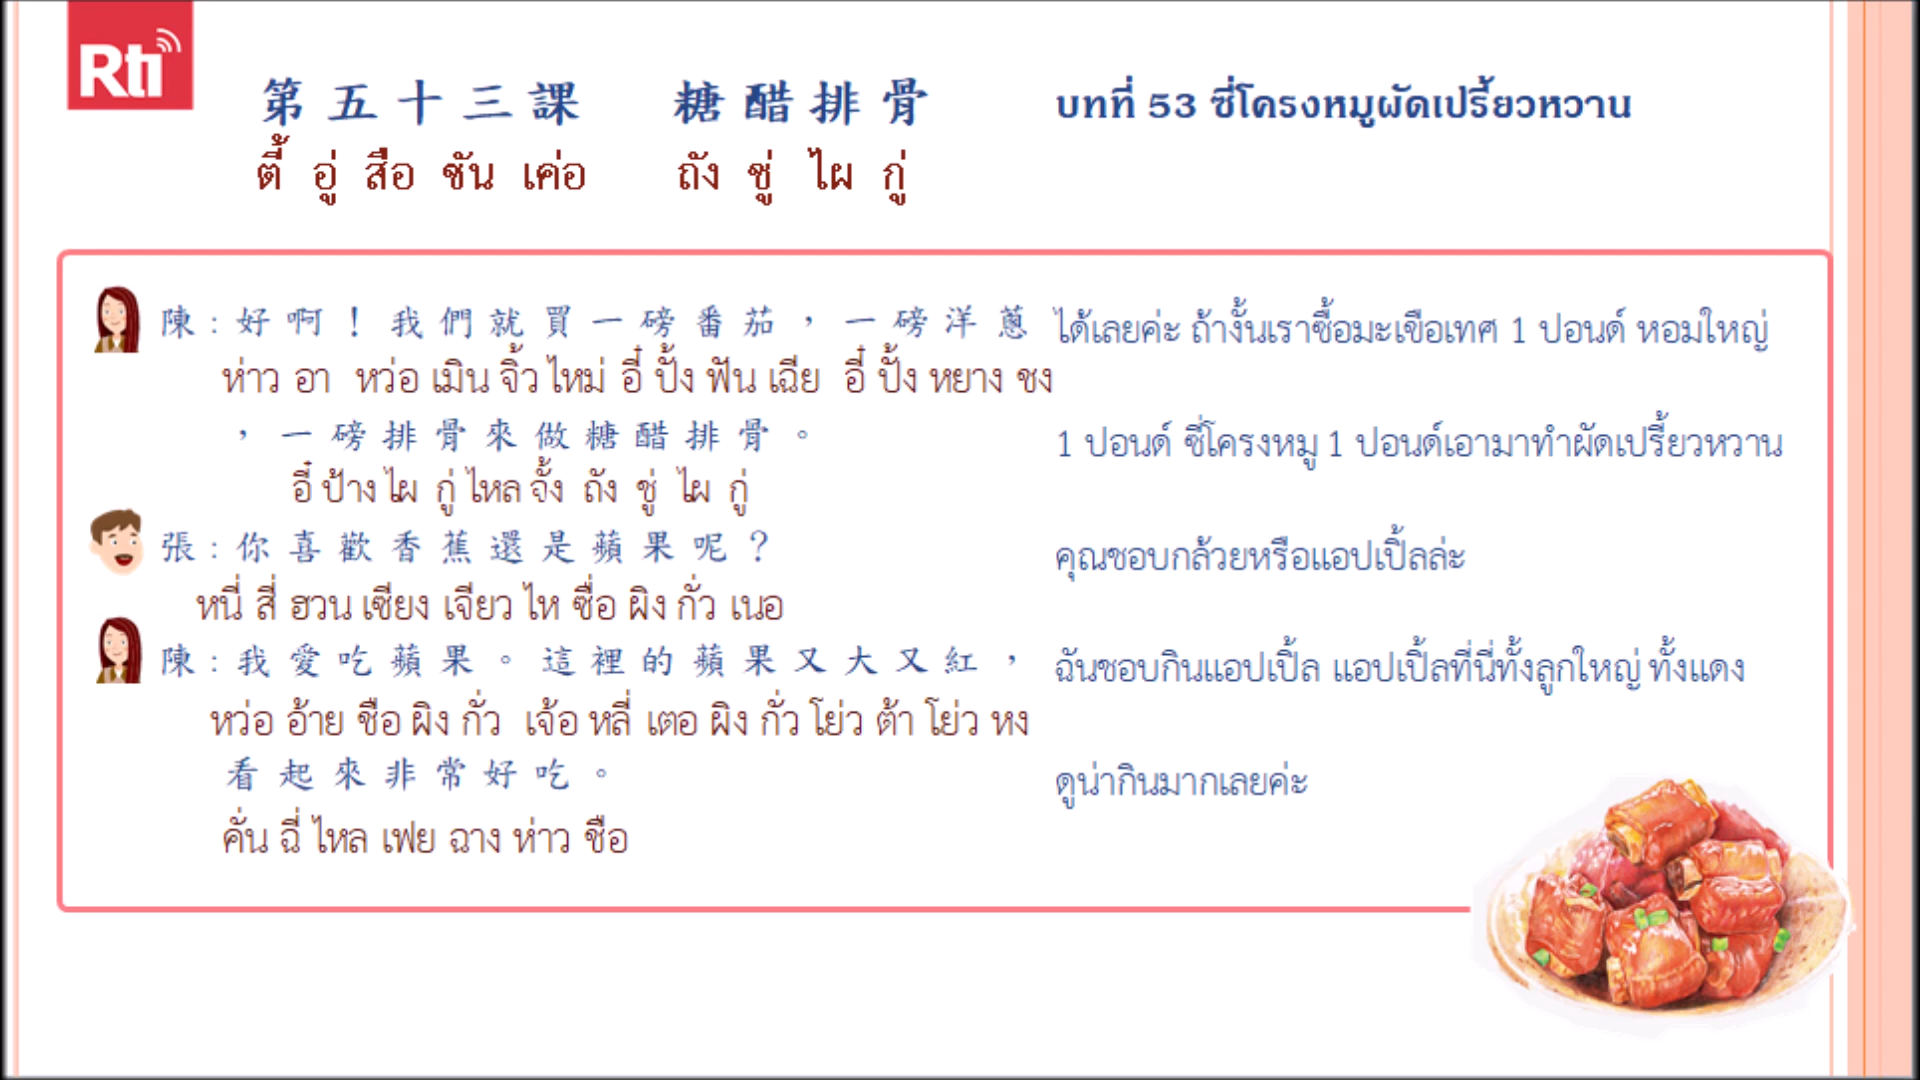 Rti
第五十三課 糖醋排骨 บทที่ 53 ซี่โครงหมูผัดเปรี้ยวหวาน
ตี้ อู่ สือ ซัน เค่อ ถัง ชู่ ไผ กู่
陳：好啊！我們就買一磅番茄，一磅洋蔥 ได้เลยค่ะ ถ้างั้นเราซื้อมะเขือเทศ 1 ปอนด์ หอมใหญ่
ห่าว อา หว่อ เมิน จิ้ว ไหม่ อี๋ ปั้ง ฟัน เฉีย อี๋ ปั้ง หยาง ชง
，一磅排骨來做糖醋排骨。 1 ปอนด์ ซี่โครงหมู 1 ปอนด์เอามาทำผัดเปรี้ยวหวาน
อี๋ ป้าง ไผ กู่ ไหล จั้ง ถัง ชู่ ไผ กู่
張：你喜歡香蕉還是蘋果呢？ คุณชอบกล้วยหรือแอปเปิ้ลล่ะ
หนี่ สี่ ฮวน เซียง เจียว ไห ซื่อ ผิง กั่ว เนอ
陳：我愛吃蘋果。這裡的蘋果又大又紅， ฉันชอบกินแอปเปิ้ล แอปเปิ้ลที่นี่ทั้งลูกใหญ่ ทั้งแดง
หว่อ อ้าย ชือ ผิง กั่ว เจ้อ หลี่ เตอ ผิง กั่ว โย่ว ต้า โย่ว หง
看起來非常好吃。 ดูน่ากินมากเลยค่ะ
คั่น ฉี่ ไหล เฟย ฉาง ห่าว ชือ